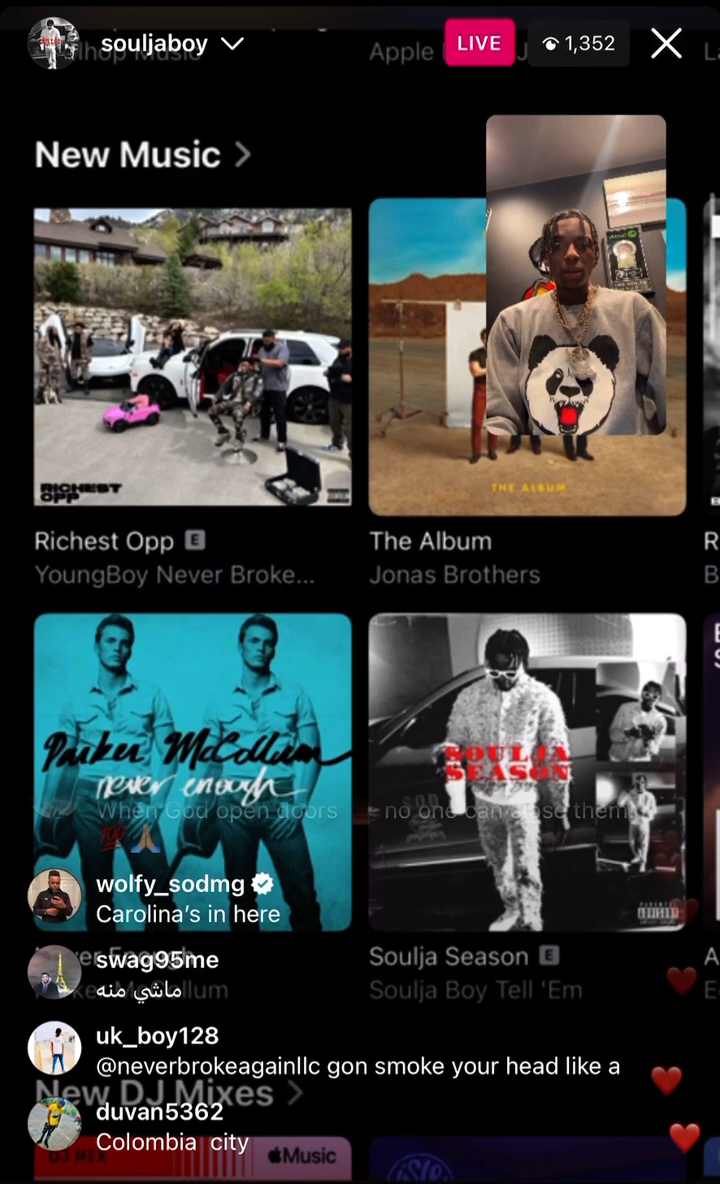 souljaboy
LIVE
1,352
New Music
RICHEST
OPP
THE ALBUM
Richest Opp E
YoungBoy Never Broke...
The Album
Jonas Brothers
Parker McCollum
never enough
SOULJA
SEASON
When God open doors no one can close them
💯🙏
wolfy_sodmg
Carolina's in here
Soulja Season E
Soulja Boy Tell 'Em
swag95me
ماشي منه
uk_boy128
@neverbrokeagainllc gon smoke your head like a
New DJ Mixes
duvan5362
Colombia city
DJ MIX
Music